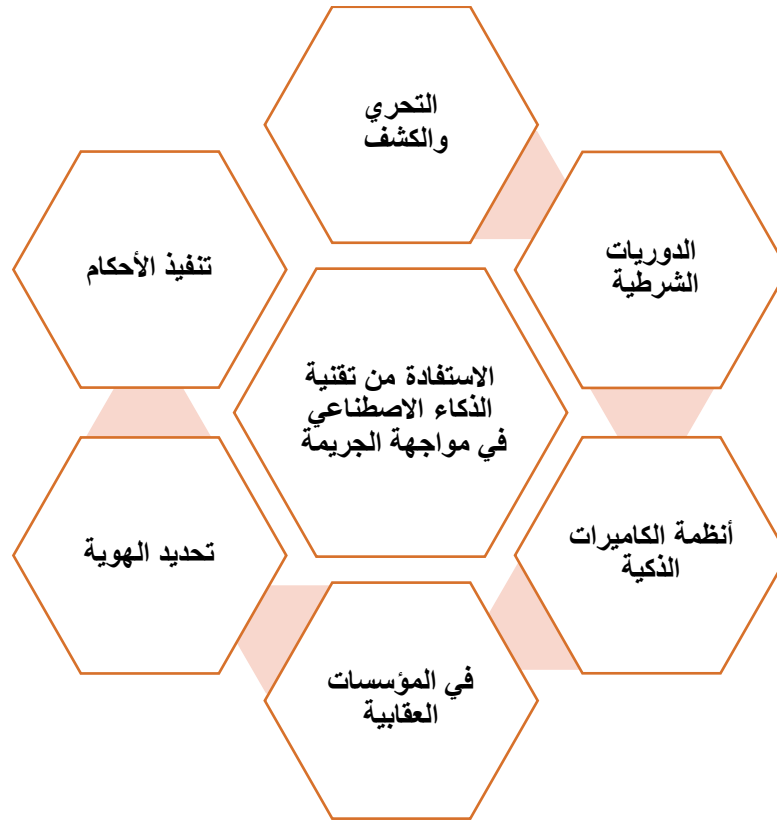 التحري
والكشف
الدوريات
الشرطية
أنظمة الكاميرات
الذكية
في المؤسسات
العقابية
تحديد الهوية
تنفيذ الأحكام
الاستفادة من تقنية
الذكاء الاصطناعي
في مواجهة الجريمة